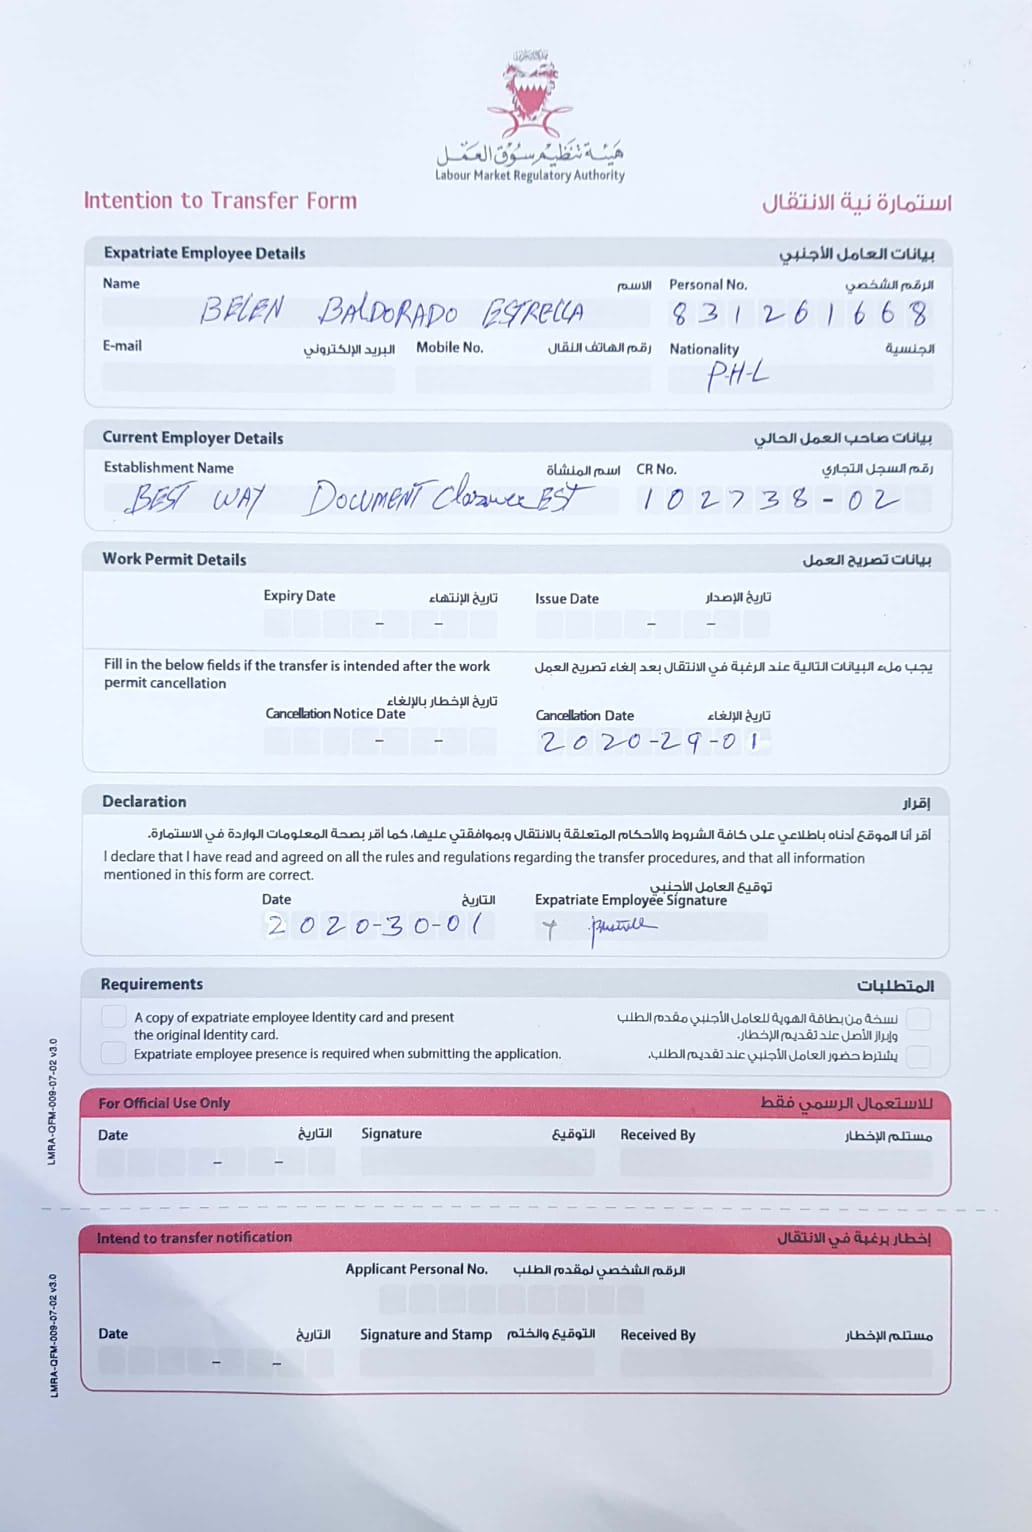 هيئة تنظيم سوق العمل
Labour Market Regulatory Authority
Intention to Transfer Form استمارة نية الانتقال
Expatriate Employee Details بيانات العامل الأجنبي
Name الاسم Personal No. الرقم الشخصي
BELEN BALDORADO ESTRELLA 831261668
E-mail البريد الإلكتروني Mobile No. رقم الهاتف النقال Nationality الجنسية
P-H-L
Current Employer Details بيانات صاحب العمل الحالي
Establishment Name اسم المنشأة CR No. رقم السجل التجاري
BEST WAY DOCUMENT EST 102738-02
Work Permit Details بيانات تصريح العمل
Expiry Date تاريخ الإنتهاء Issue Date تاريخ الإصدار
- - - -
Fill in the below fields if the transfer is intended after the work يجب ملء البيانات التالية عند الرغبة في الانتقال بعد إلغاء تصريح العمل
permit cancellation
تاريخ الإخطار بالإلغاء
Cancellation Notice Date Cancellation Date تاريخ الإلغاء
- - 2020-29-01
Declaration إقرار
أقر أنا الموقع أدناه باطلاعي على كافة الشروط والأحكام المتعلقة بالانتقال وبموافقتي عليها، كما أقر بصحة المعلومات الواردة في الاستمارة.
I declare that I have read and agreed on all the rules and regulations regarding the transfer procedures, and that all information
mentioned in this form are correct.
توقيع العامل الأجنبي
Date التاريخ Expatriate Employee Signature
2020-30-01
Requirements المتطلبات
A copy of expatriate employee Identity card and present نسخة من بطاقة الهوية للعامل الأجنبي مقدم الطلب
the original Identity card. وإبراز الأصل عند تقديم الإخطار.
Expatriate employee presence is required when submitting the application. يشترط حضور العامل الأجنبي عند تقديم الطلب.
For Official Use Only للاستعمال الرسمي فقط
Date التاريخ Signature التوقيع Received By مستلم الإخطار
- -
LMRA-QFM-009-07-02 v3.0
Intend to transfer notification إخطار برغبة في الانتقال
Applicant Personal No. الرقم الشخصي لمقدم الطلب
Date التاريخ Signature and Stamp التوقيع والختم Received By مستلم الإخطار
- -
LMRA-QFM-009-07-02 v3.0